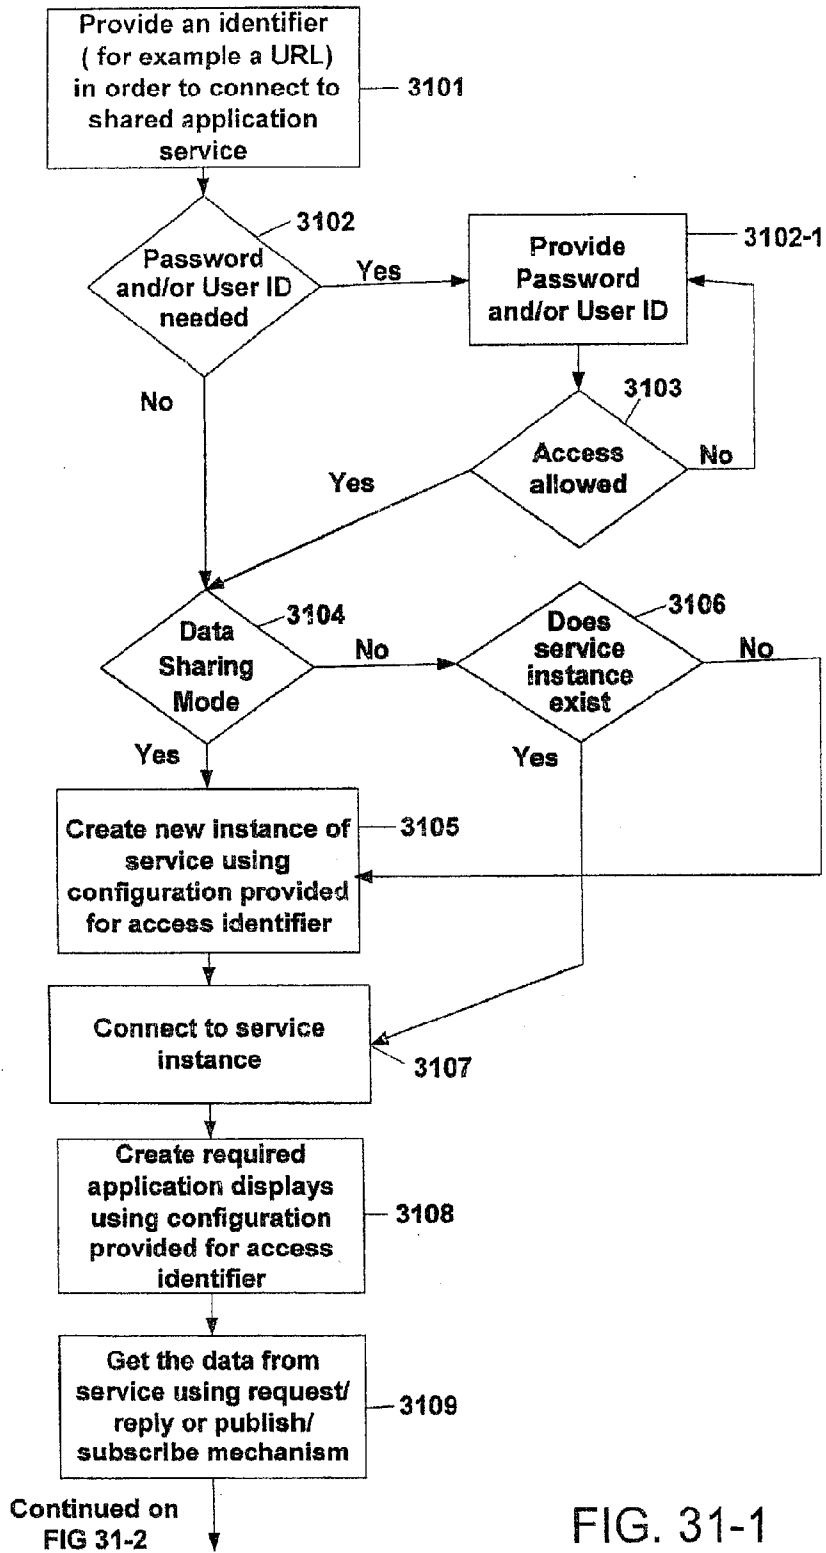 Provide an identifier
( for example a URL)
in order to connect to
shared application
service
3101
3102
Password
and/or User ID
needed
Yes
Provide
Password
and/or User ID
3102-1
No
3103
Access
allowed
No
Yes
3104
Data
Sharing
Mode
No
3106
Does
service
instance
exist
No
Yes
Yes
Create new instance of
service using
configuration provided
for access identifier
3105
Connect to service
instance
3107
Create required
application displays
using configuration
provided for access
identifier
3108
Get the data from
service using request/
reply or publish/
subscribe mechanism
3109
Continued on
FIG 31-2
FIG. 31-1